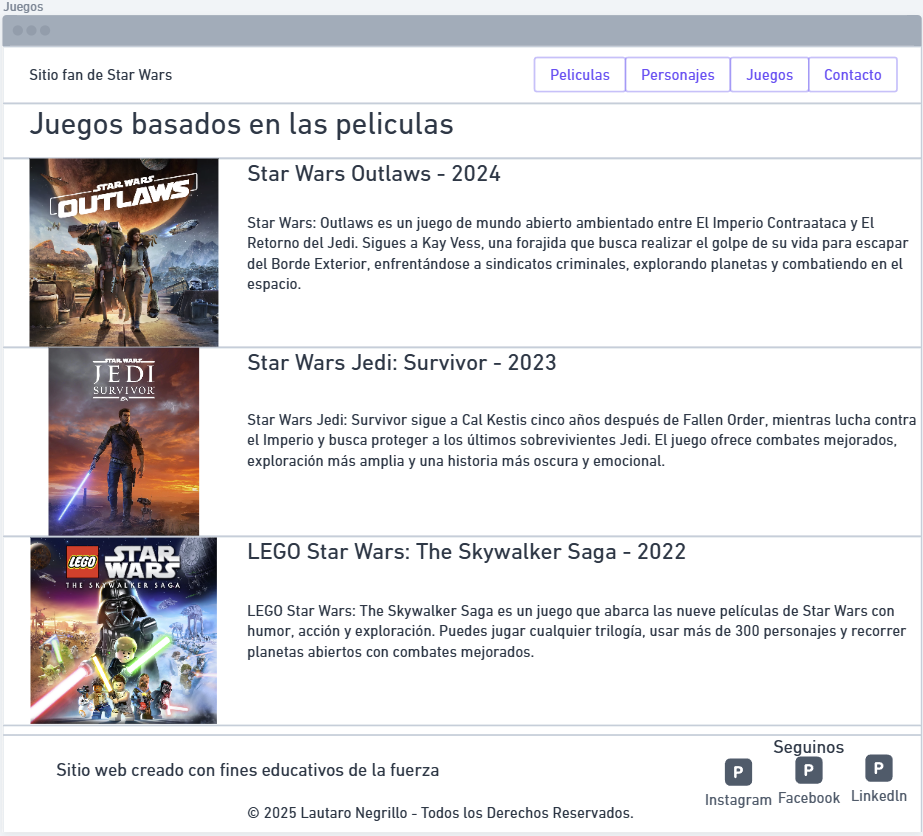 Juegos
Sitio fan de Star Wars
Peliculas
Personajes
Juegos
Contacto
Juegos basados en las peliculas
STAR WARS
OUTLAWS
Star Wars Outlaws - 2024
Star Wars: Outlaws es un juego de mundo abierto ambientado entre El Imperio Contraataca y El
Retorno del Jedi. Sigues a Kay Vess, una forajida que busca realizar el golpe de su vida para escapar
del Borde Exterior, enfrentándose a sindicatos criminales, explorando planetas y combatiendo en el
espacio.
STAR WARS
JEDI
SURVIVOR
Star Wars Jedi: Survivor - 2023
Star Wars Jedi: Survivor sigue a Cal Kestis cinco años después de Fallen Order, mientras lucha contra
el Imperio y busca proteger a los últimos sobrevivientes Jedi. El juego ofrece combates mejorados,
exploración más amplia y una historia más oscura y emocional.
LEGO STAR WARS
THE SKYWALKER SAGA
LEGO Star Wars: The Skywalker Saga - 2022
LEGO Star Wars: The Skywalker Saga es un juego que abarca las nueve películas de Star Wars con
humor, acción y exploración. Puedes jugar cualquier trilogía, usar más de 300 personajes y recorrer
planetas abiertos con combates mejorados.
Sitio web creado con fines educativos de la fuerza
Seguinos
P
Instagram
P
Facebook
P
Linkedln
© 2025 Lautaro Negrillo - Todos los Derechos Reservados.